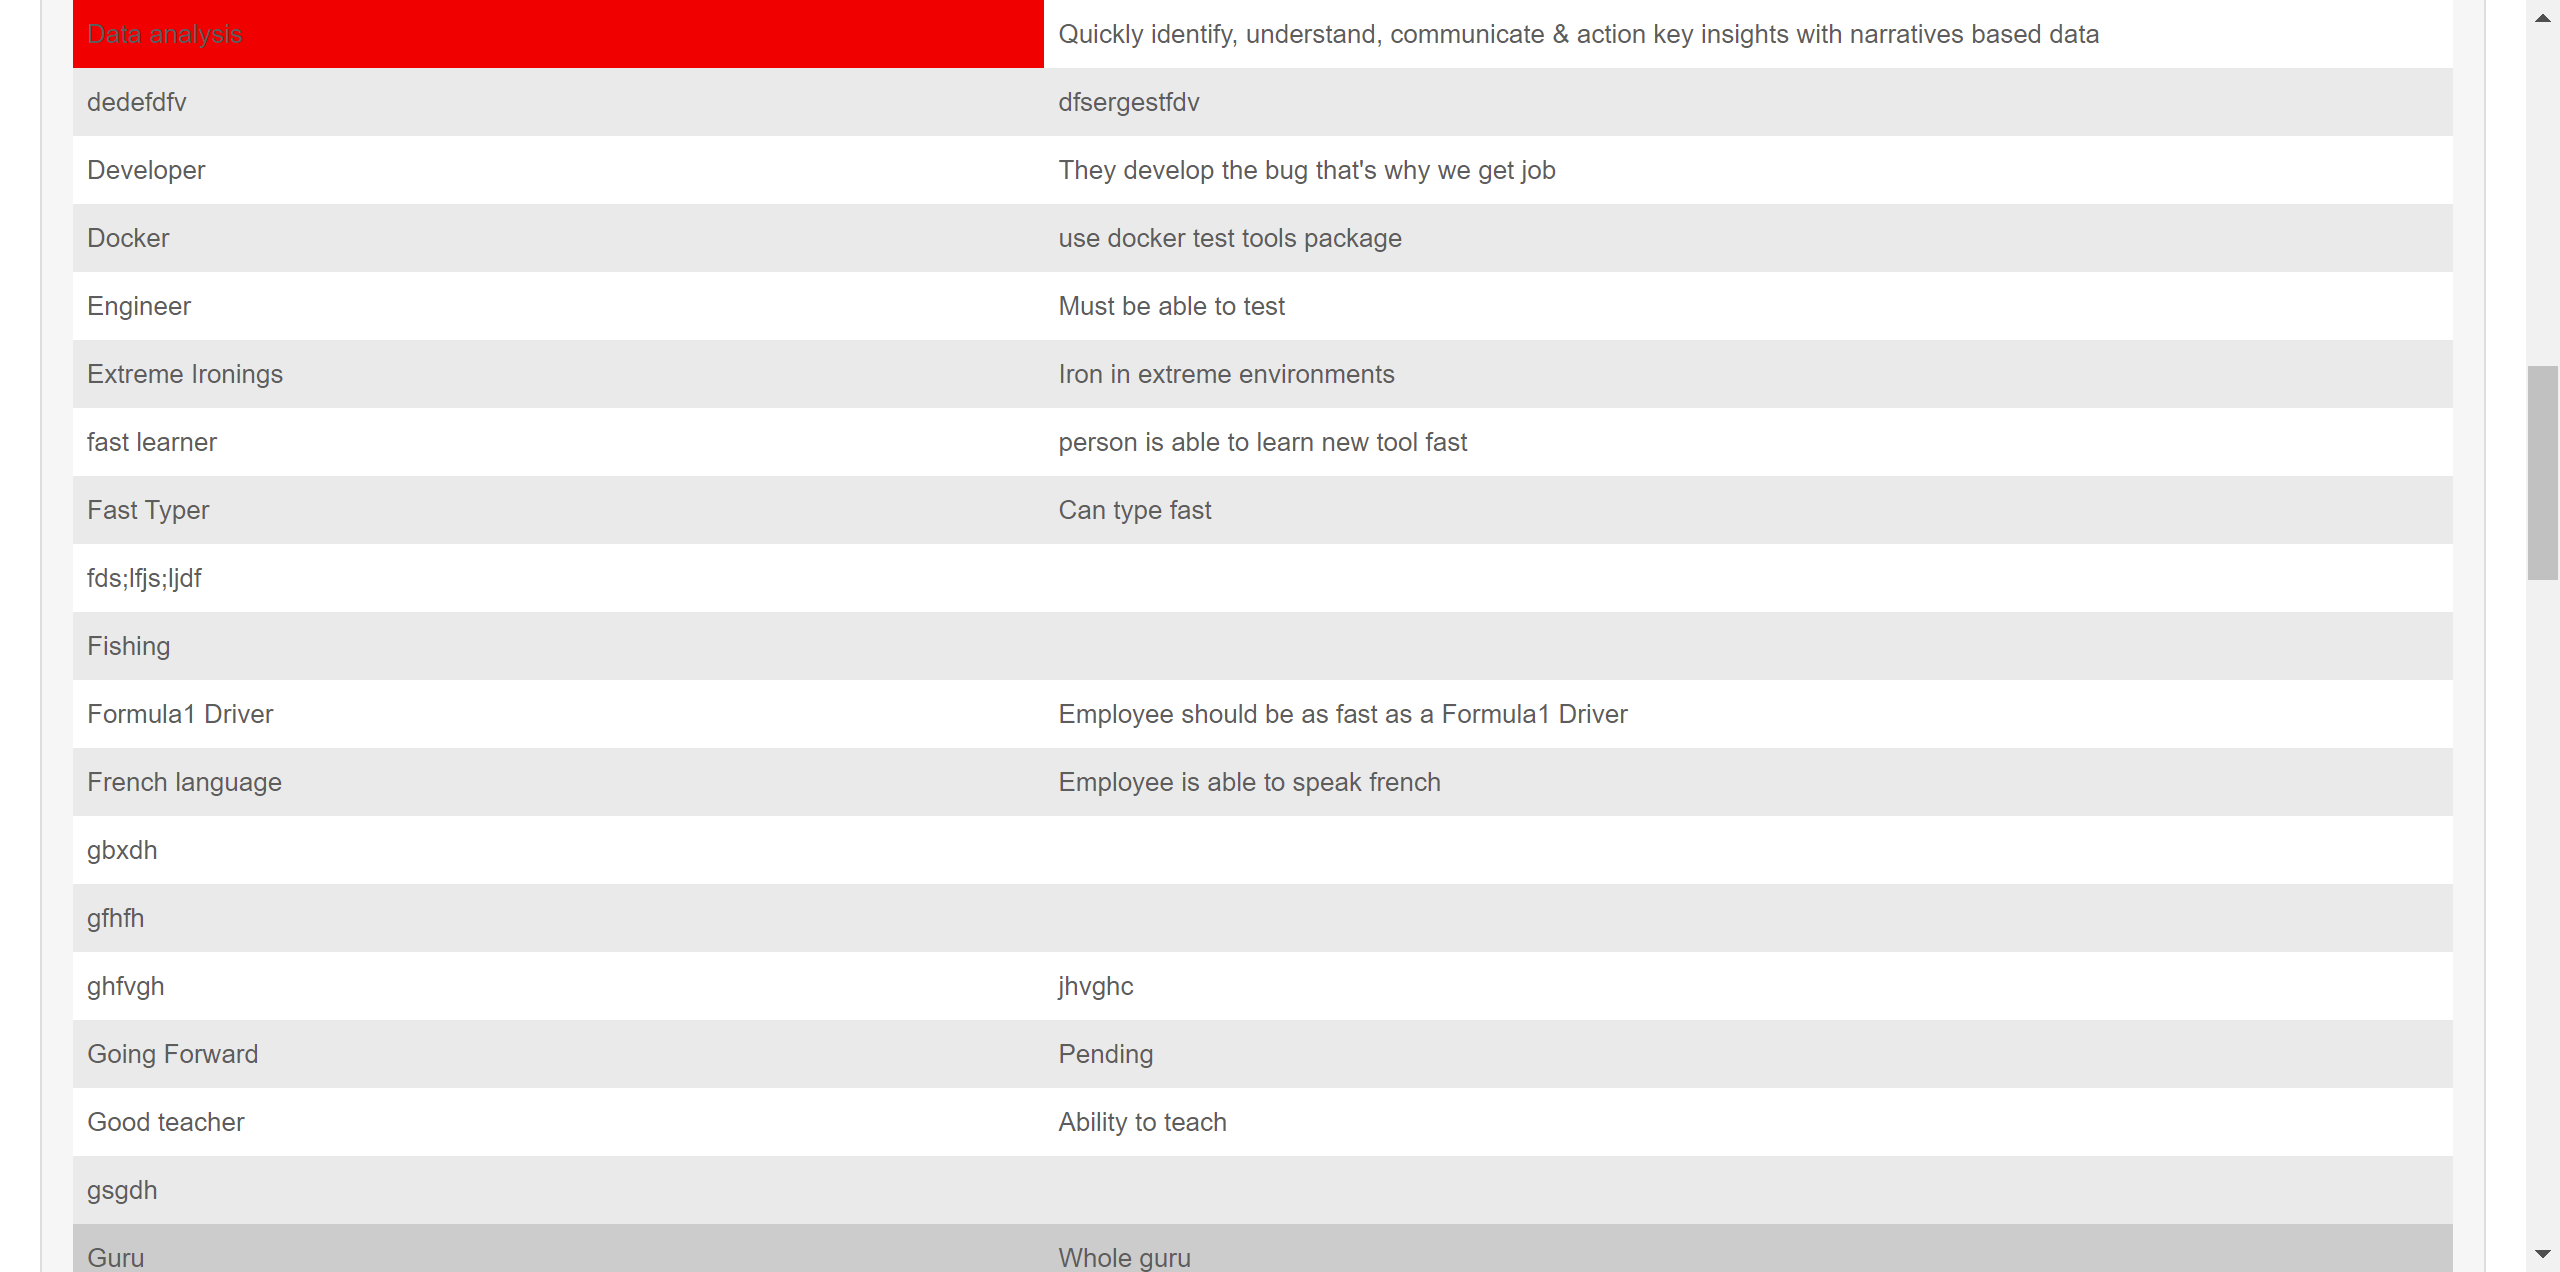 Data analysis Quickly identify, understand, communicate & action key insights with narratives based data
dedefdfv dfsergestfdv
Developer They develop the bug that's why we get job
Docker use docker test tools package
Engineer Must be able to test
Extreme Ironings Iron in extreme environments
fast learner person is able to learn new tool fast
Fast Typer Can type fast
fds;lfjs;ljdf
Fishing
Formula1 Driver Employee should be as fast as a Formula1 Driver
French language Employee is able to speak french
gbxdh
gfhfh
ghfvgh jhvghc
Going Forward Pending
Good teacher Ability to teach
gsgdh
Guru Whole guru